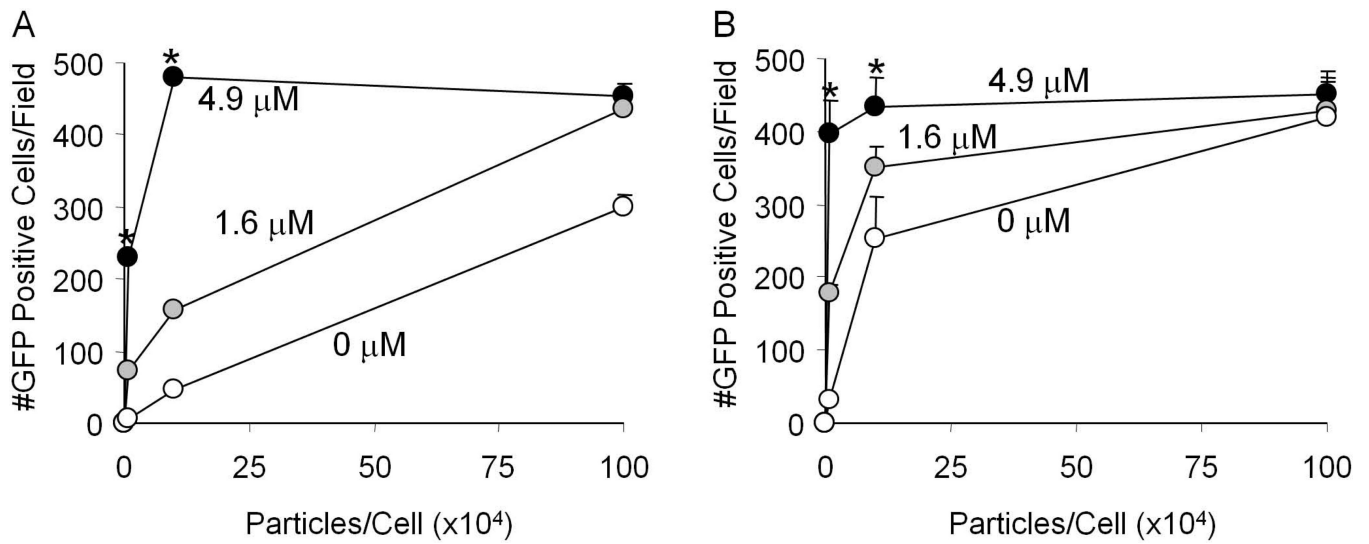 A
#GFP Positive Cells/Field
500
400
300
200
100
0
*
*
4.9 μM
1.6 μM
0 μM
0
25
50
75
100
Particles/Cell (x10⁴)
B
#GFP Positive Cells/Field
500
400
300
200
100
0
*
*
4.9 μM
1.6 μM
0 μM
0
25
50
75
100
Particles/Cell (x10⁴)